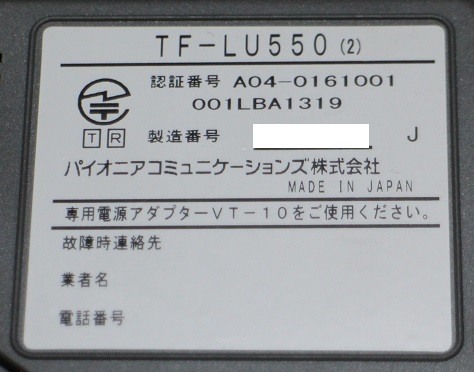 TF-LU550(2)
認証番号 A04-0161001
001LBA1319
T R 製造番号 J
パイオニアコミュニケーションズ株式会社
MADE IN JAPAN
専用電源アダプターVT-10をご使用ください。
故障時連絡先
業者名
電話番号